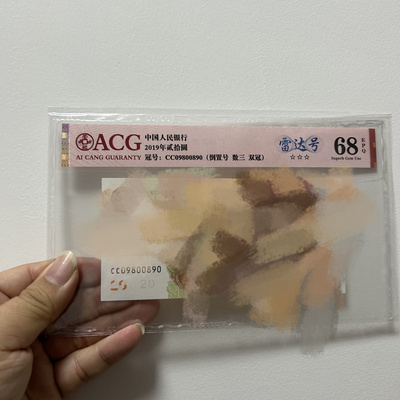 ACG
AI CANG GUARANTY
中国人民银行
2019年贰拾圆
冠号：CC09800890（倒置号 数三 双冠）
雷达号
☆☆☆
68
EPQ
Superb Gem Unc
CC09800890
20